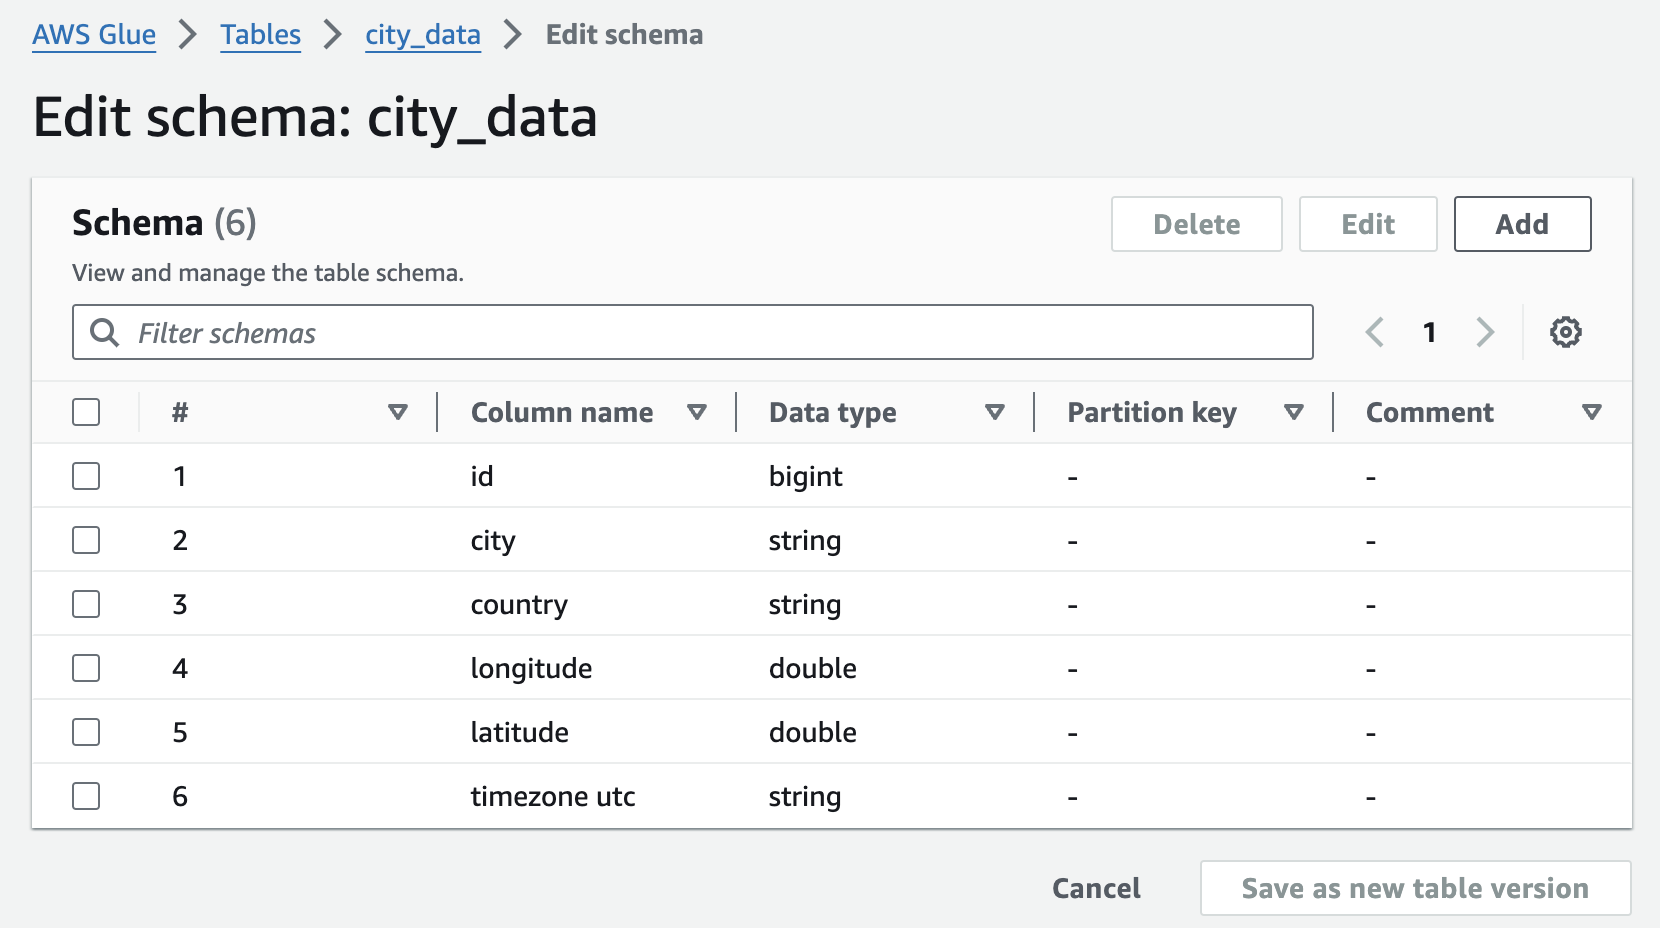 AWS Glue > Tables > city_data > Edit schema
Edit schema: city_data
Schema (6) Delete Edit Add
View and manage the table schema.
Filter schemas 1
# Column name Data type Partition key Comment
1 id bigint - -
2 city string - -
3 country string - -
4 longitude double - -
5 latitude double - -
6 timezone utc string - -
Cancel Save as new table version